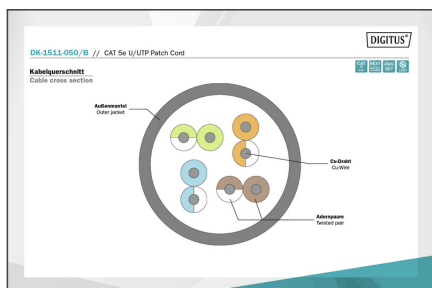 DIGITUS®
DK-1511-050/B // CAT 5e U/UTP Patch Cord
Kabelquerschnitt
Cable cross section
Außenmantel
Outer jacket
Cu-Draht
Cu-Wire
Adernpaare
Twisted pair